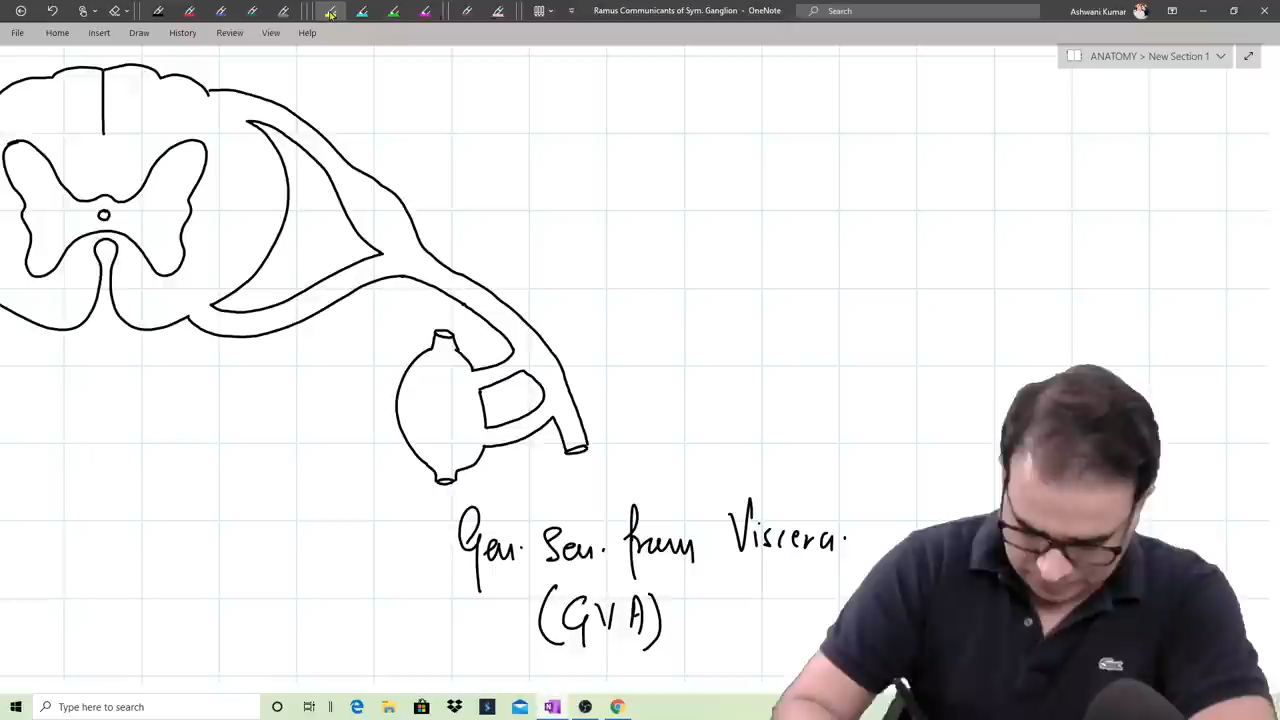 Ramus Communicants of Sym. Ganglion - OneNote
Search
Ashwani Kumar
File Home Insert Draw History Review View Help
ANATOMY > New Section 1
Gen. Sen. from Viscera.
(GVA)
Type here to search